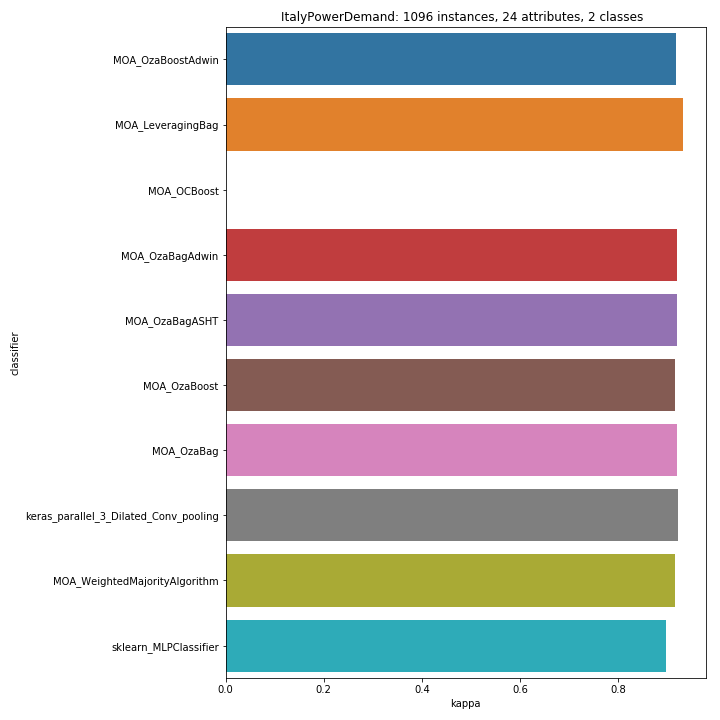 ItalyPowerDemand: 1096 instances, 24 attributes, 2 classes
MOA_OzaBoostAdwin
MOA_LeveragingBag
MOA_OCBoost
MOA_OzaBagAdwin
MOA_OzaBagASHT
classifier
MOA_OzaBoost
MOA_OzaBag
keras_parallel_3_Dilated_Conv_pooling
MOA_WeightedMajorityAlgorithm
sklearn_MLPClassifier
0.0 0.2 0.4 0.6 0.8
kappa